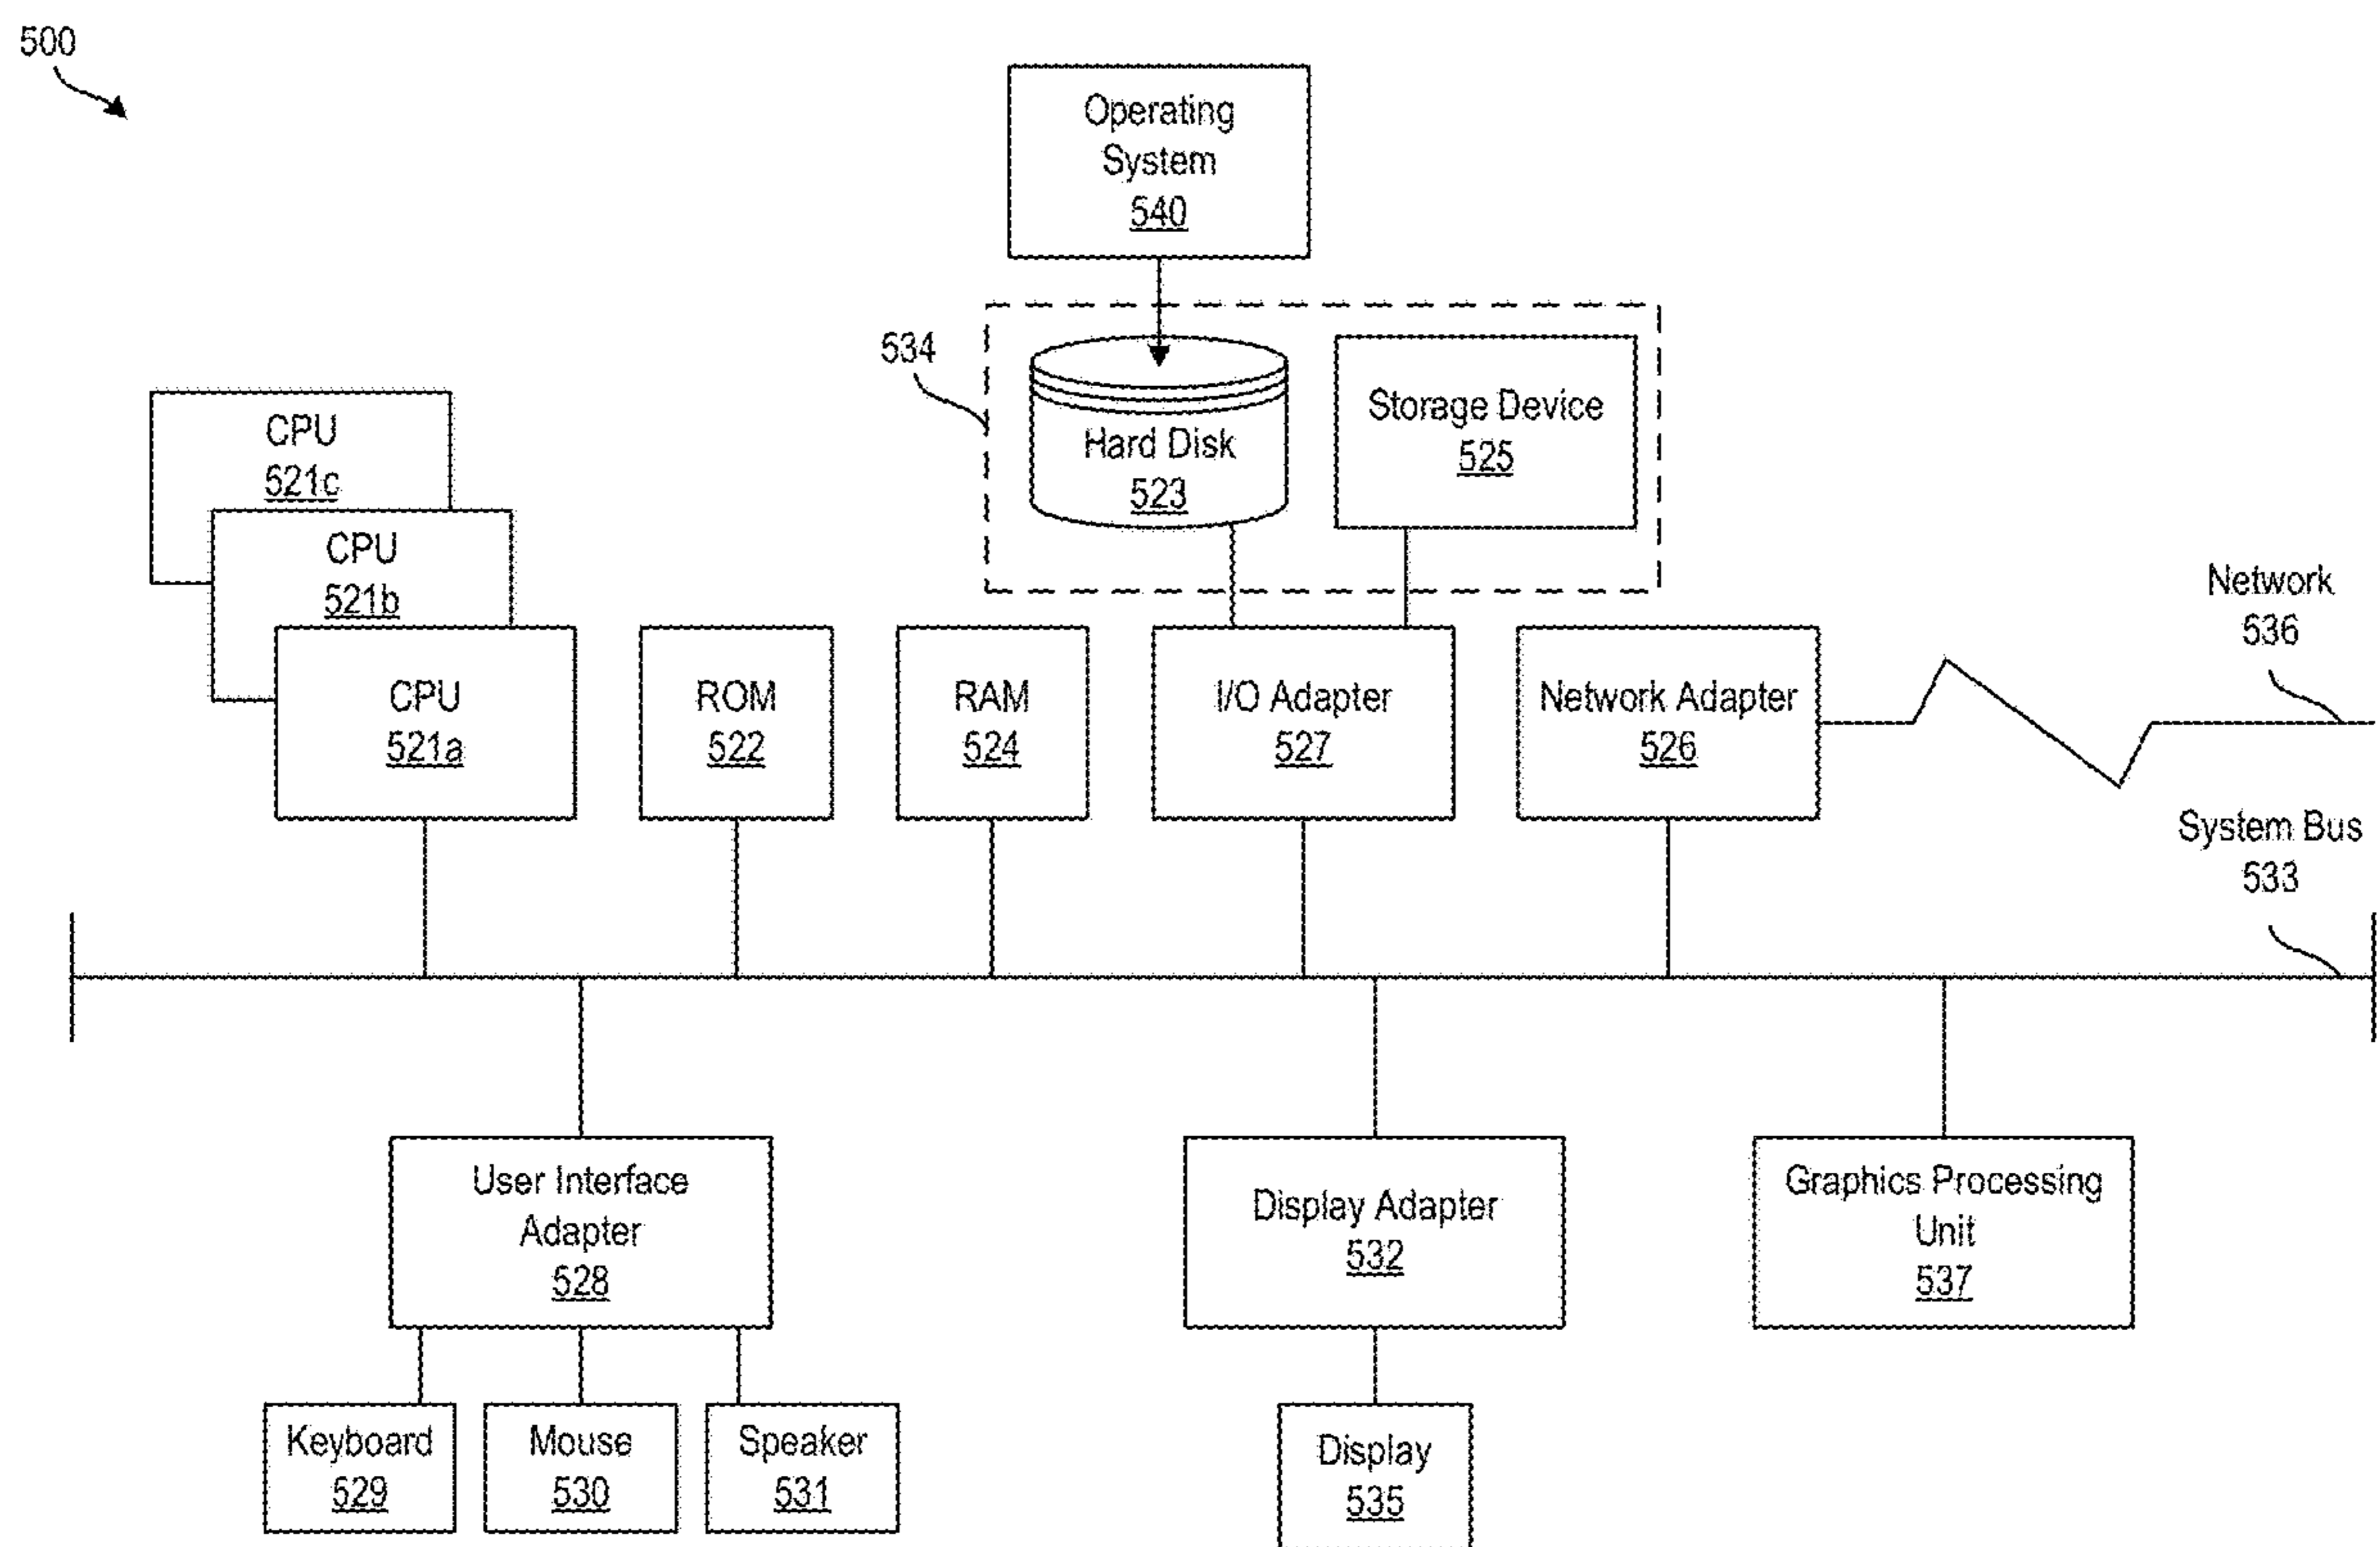 500
Operating
System
540
534
Hard Disk
523
Storage Device
525
CPU
521c
CPU
521b
CPU
521a
ROM
522
RAM
524
I/O Adapter
527
Network Adapter
526
Network
536
System Bus
533
User Interface
Adapter
528
Display Adapter
532
Graphics Processing
Unit
537
Keyboard
529
Mouse
530
Speaker
531
Display
535